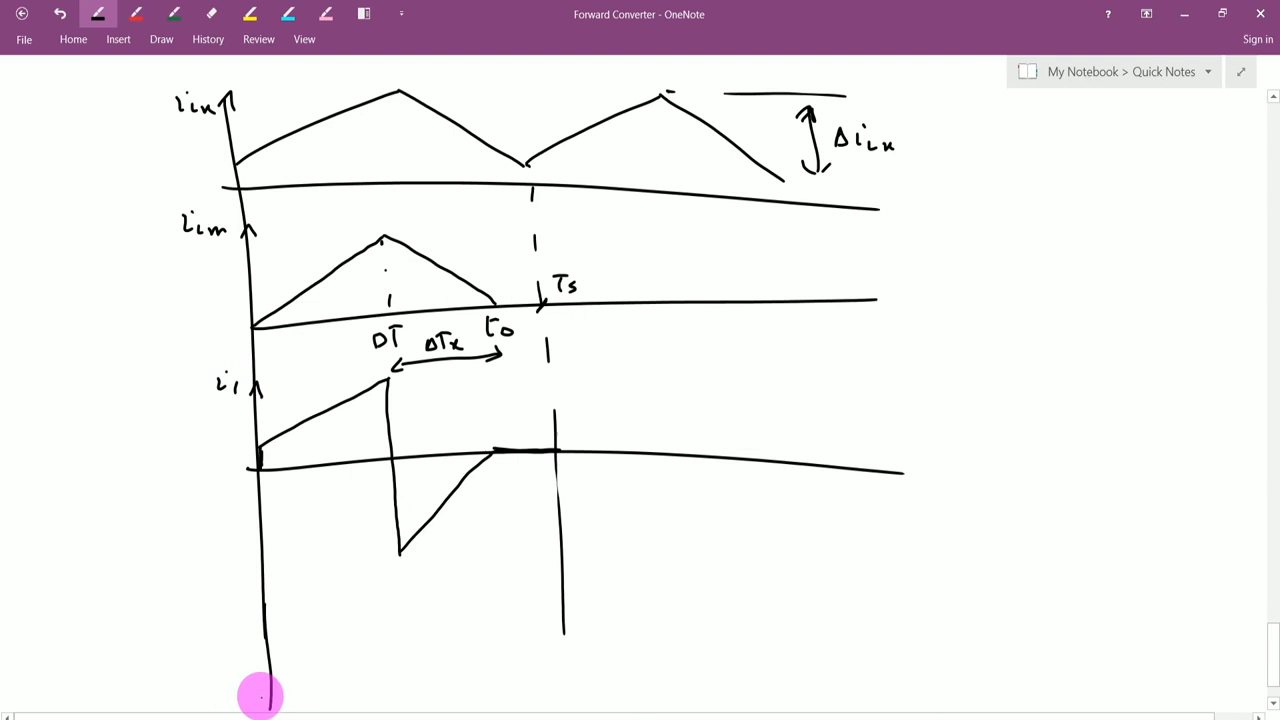 Forward Converter - OneNote
?
File Home Insert Draw History Review View
Sign in
My Notebook > Quick Notes
iLx
ΔiLx
iLm
Ts
DT
ΔTx
t0
i1